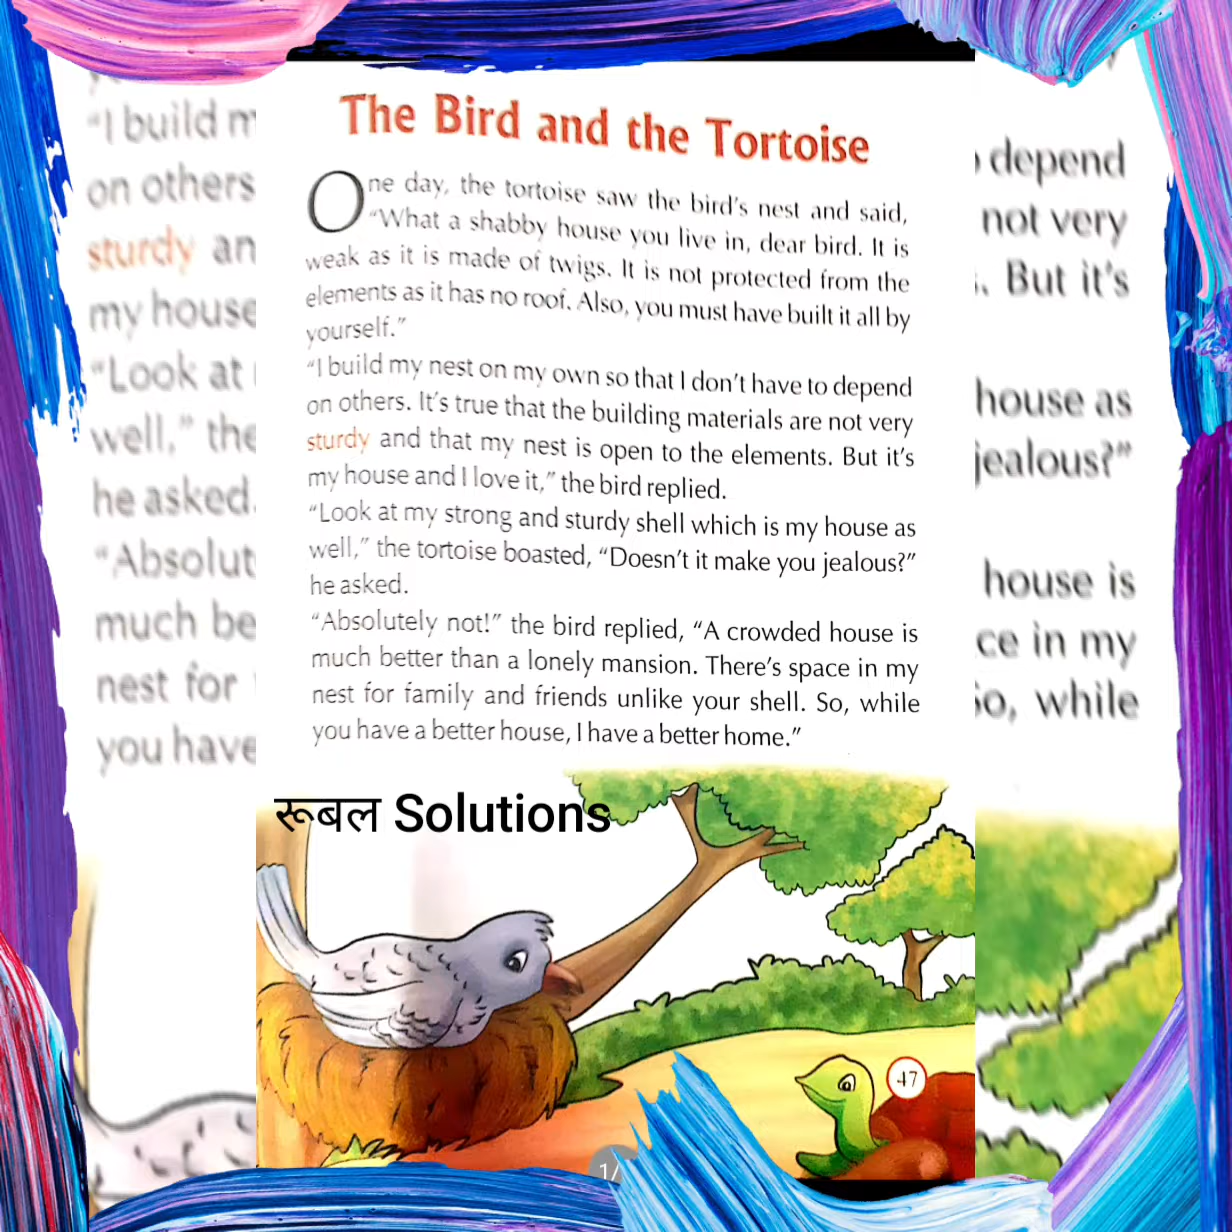 The Bird and the Tortoise
One day, the tortoise saw the bird's nest and said,
"What a shabby house you live in, dear bird. It is
weak as it is made of twigs. It is not protected from the
elements as it has no roof. Also, you must have built it all by
yourself."
"I build my nest on my own so that I don't have to depend
on others. It's true that the building materials are not very
sturdy and that my nest is open to the elements. But it's
my house and I love it," the bird replied.
"Look at my strong and sturdy shell which is my house as
well," the tortoise boasted, "Doesn't it make you jealous?"
he asked.
"Absolutely not!" the bird replied, "A crowded house is
much better than a lonely mansion. There's space in my
nest for family and friends unlike your shell. So, while
you have a better house, I have a better home."
रूबल Solutions
47
1/